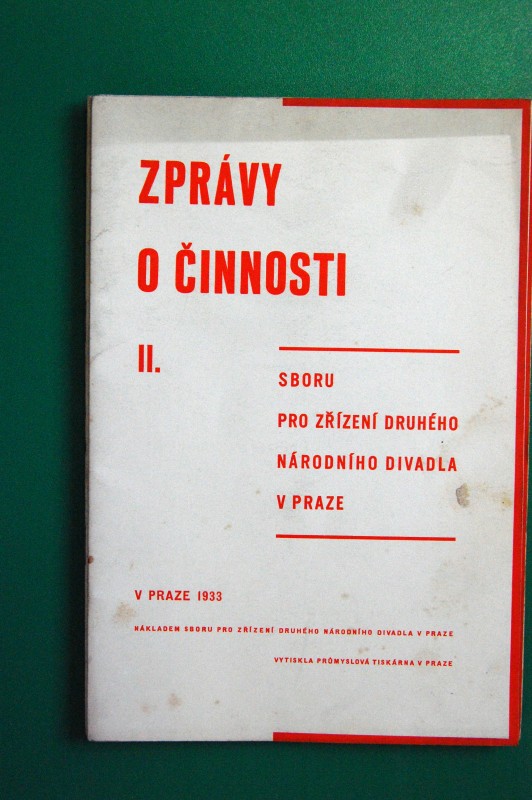 ZPRÁVY
O ČINNOSTI
II.
SBORU
PRO ZŘÍZENÍ DRUHÉHO
NÁRODNÍHO DIVADLA
V PRAZE
V PRAZE 1933
NÁKLADEM SBORU PRO ZŘÍZENÍ DRUHÉHO NÁRODNÍHO DIVADLA V PRAZE
VYTISKLA PRŮMYSLOVÁ TISKÁRNA V PRAZE